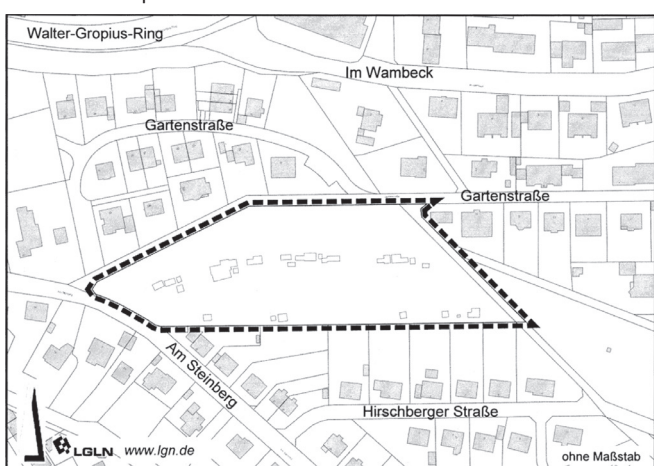 Walter-Gropius-Ring
Im Wambeck
Gartenstraße
Gartenstraße
Am Steinberg
Hirschberger Straße
LGLN www.lgn.de
ohne Maßstab